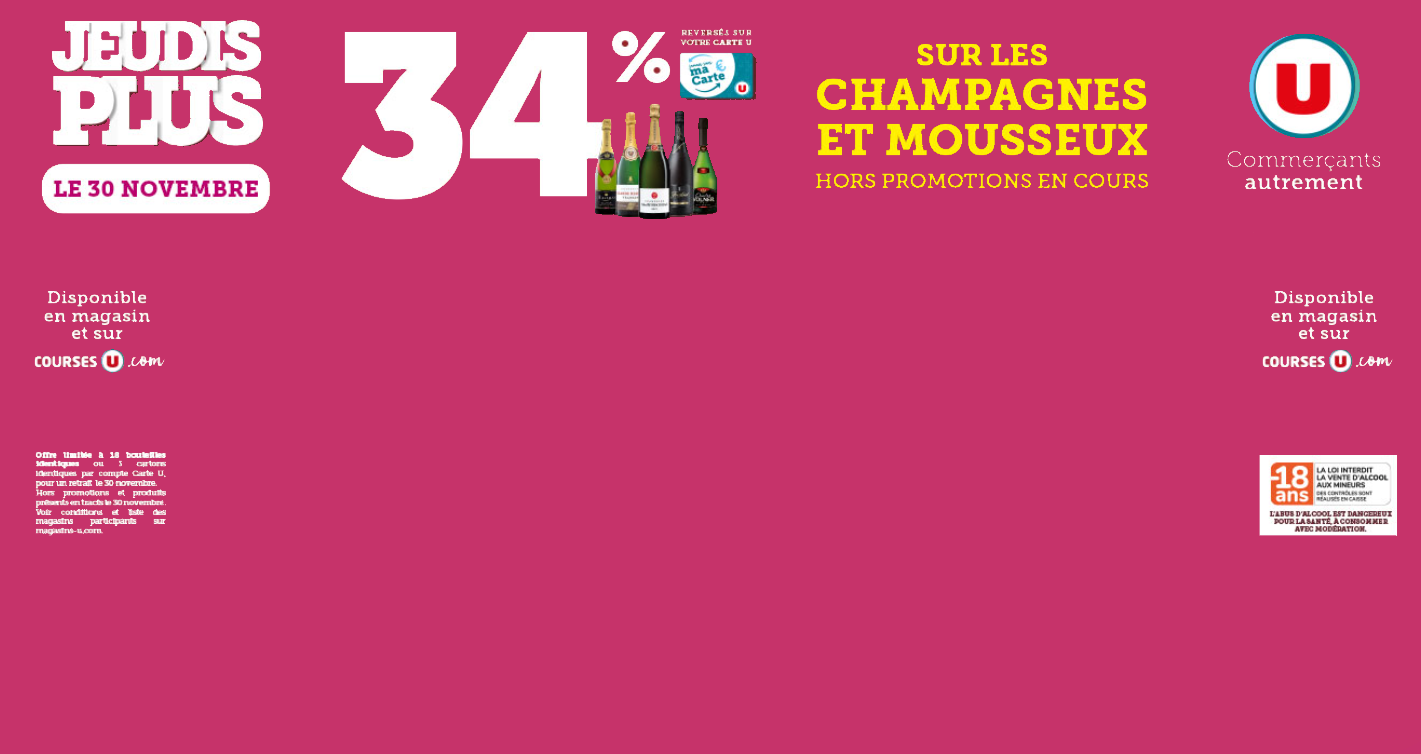 JEUDIS
PLUS
LE 30 NOVEMBRE
34%
REVERSÉS SUR
VOTRE CARTE U
ma
Carte
€
U
SUR LES
CHAMPAGNES
ET MOUSSEUX
HORS PROMOTIONS EN COURS
U
Commerçants
autrement
Disponible
en magasin
et sur
COURSES U .com
Disponible
en magasin
et sur
COURSES U .com
Offre limitée à 18 bouteilles
identiques ou 3 cartons
identiques par compte Carte U,
pour un retrait le 30 novembre.
Hors promotions et produits
présents en tracts le 30 novembre.
Voir conditions et liste des
magasins participants sur
magasins-u.com.
-18
ans
LA LOI INTERDIT
LA VENTE D'ALCOOL
AUX MINEURS
DES CONTRÔLES SONT
RÉALISÉS EN CAISSE
L'ABUS D'ALCOOL EST DANGEREUX
POUR LA SANTÉ, À CONSOMMER
AVEC MODÉRATION.